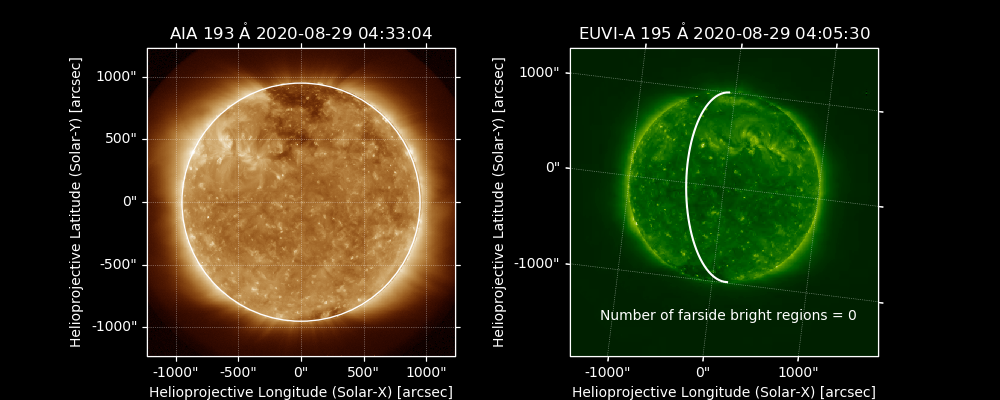 AIA 193 Å 2020-08-29 04:33:04
Helioprojective Latitude (Solar-Y) [arcsec]
1000"
500"
0"
-500"
-1000"
-1000" -500" 0" 500" 1000"
Helioprojective Longitude (Solar-X) [arcsec]
EUVI-A 195 Å 2020-08-29 04:05:30
Helioprojective Latitude (Solar-Y) [arcsec]
1000"
0"
-1000"
Number of farside bright regions = 0
-1000" 0" 1000"
Helioprojective Longitude (Solar-X) [arcsec]